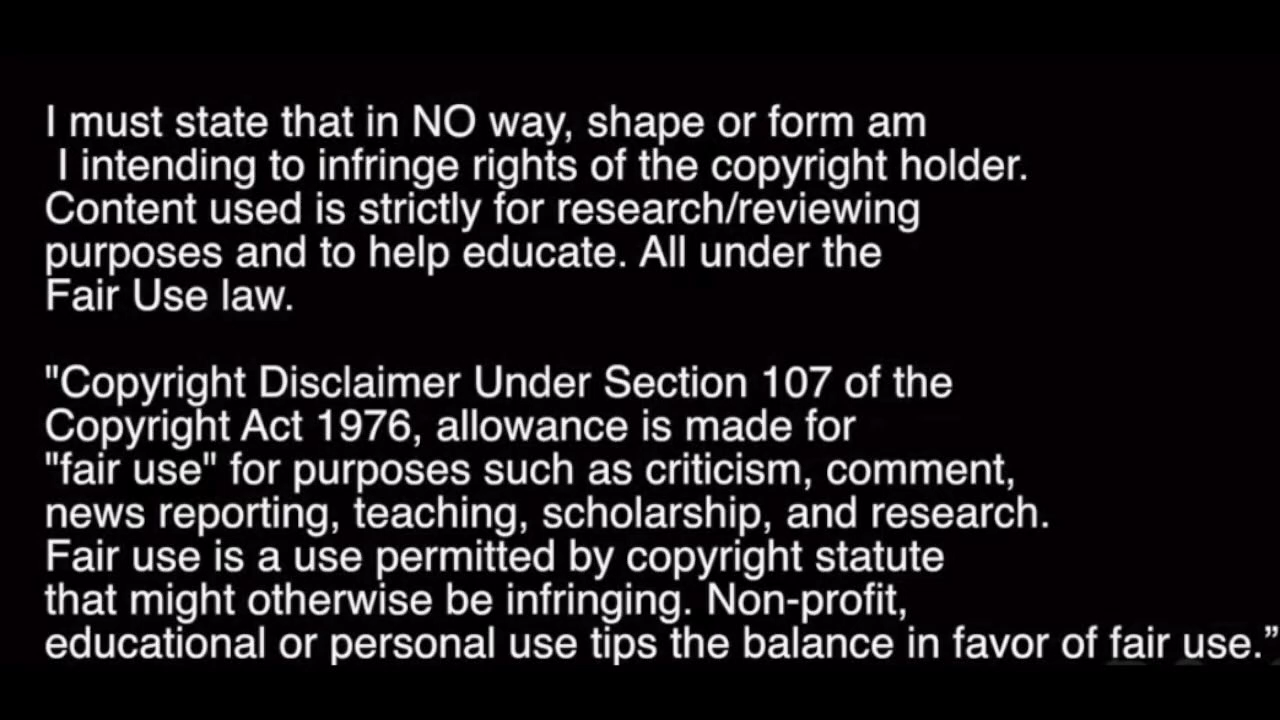 I must state that in NO way, shape or form am
I intending to infringe rights of the copyright holder.
Content used is strictly for research/reviewing
purposes and to help educate. All under the
Fair Use law.
"Copyright Disclaimer Under Section 107 of the
Copyright Act 1976, allowance is made for
"fair use" for purposes such as criticism, comment,
news reporting, teaching, scholarship, and research.
Fair use is a use permitted by copyright statute
that might otherwise be infringing. Non-profit,
educational or personal use tips the balance in favor of fair use.”